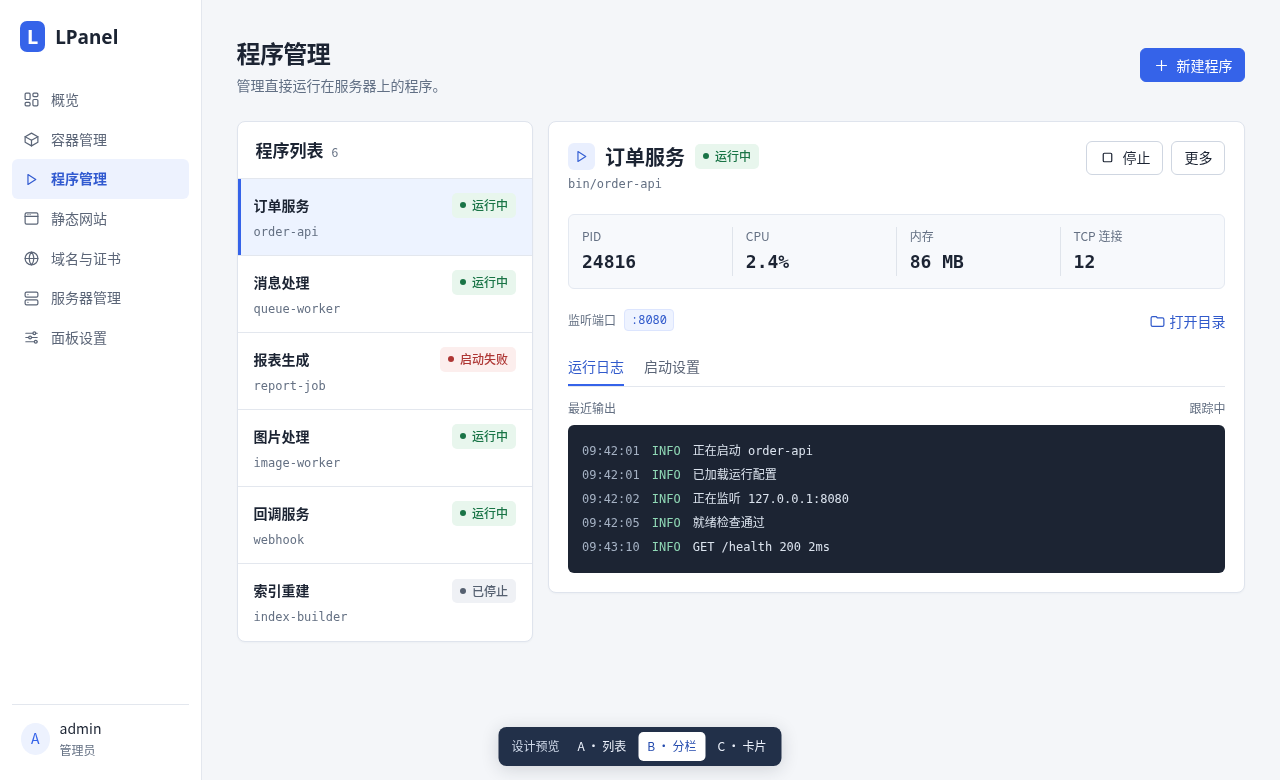 L LPanel
概览
容器管理
程序管理
静态网站
域名与证书
服务器管理
面板设置
A
admin
管理员
程序管理
管理直接运行在服务器上的程序。
新建程序
程序列表 6
订单服务 运行中
order-api
消息处理 运行中
queue-worker
报表生成 启动失败
report-job
图片处理 运行中
image-worker
回调服务 运行中
webhook
索引重建 已停止
index-builder
订单服务 运行中
停止 更多
bin/order-api
PID CPU 内存 TCP 连接
24816 2.4% 86 MB 12
监听端口 :8080 打开目录
运行日志 启动设置
最近输出 跟踪中
09:42:01 INFO 正在启动 order-api
09:42:01 INFO 已加载运行配置
09:42:02 INFO 正在监听 127.0.0.1:8080
09:42:05 INFO 就绪检查通过
09:43:10 INFO GET /health 200 2ms
设计预览 A · 列表 B · 分栏 C · 卡片